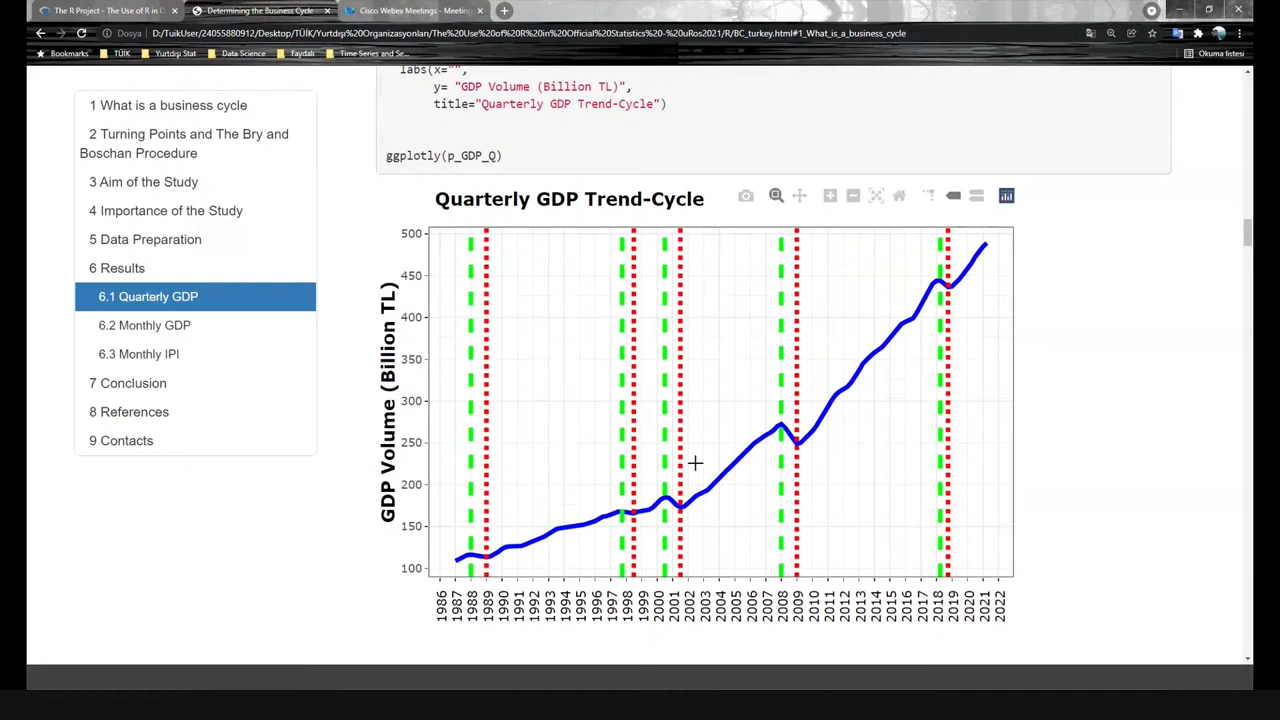 The R Project - The Use of R in O
Determining the Business Cycle
Cisco Webex Meetings - Meetin
Dosya
D:/TuikUser/24055880912/Desktop/TÜİK/Yurtdışı%20Organizasyonları/The%20Use%20of%20R%20in%20Official%20Statistics%20-%20uRos2021/R/BC_turkey.html#1_What_is_a_business_cycle
Bookmarks
TÜİK
Yurtdışı Stat
Data Science
Faydalı
Time Series and Se...
Okuma listesi
1 What is a business cycle
2 Turning Points and The Bry and
Boschan Procedure
3 Aim of the Study
4 Importance of the Study
5 Data Preparation
6 Results
6.1 Quarterly GDP
6.2 Monthly GDP
6.3 Monthly IPI
7 Conclusion
8 References
9 Contacts
labs(x="",
y= "GDP Volume (Billion TL)",
title="Quarterly GDP Trend-Cycle")
ggplotly(p_GDP_Q)
Quarterly GDP Trend-Cycle
GDP Volume (Billion TL)
500
450
400
350
300
250
200
150
100
1986
1987
1988
1989
1990
1991
1992
1993
1994
1995
1996
1997
1998
1999
2000
2001
2002
2003
2004
2005
2006
2007
2008
2009
2010
2011
2012
2013
2014
2015
2016
2017
2018
2019
2020
2021
2022